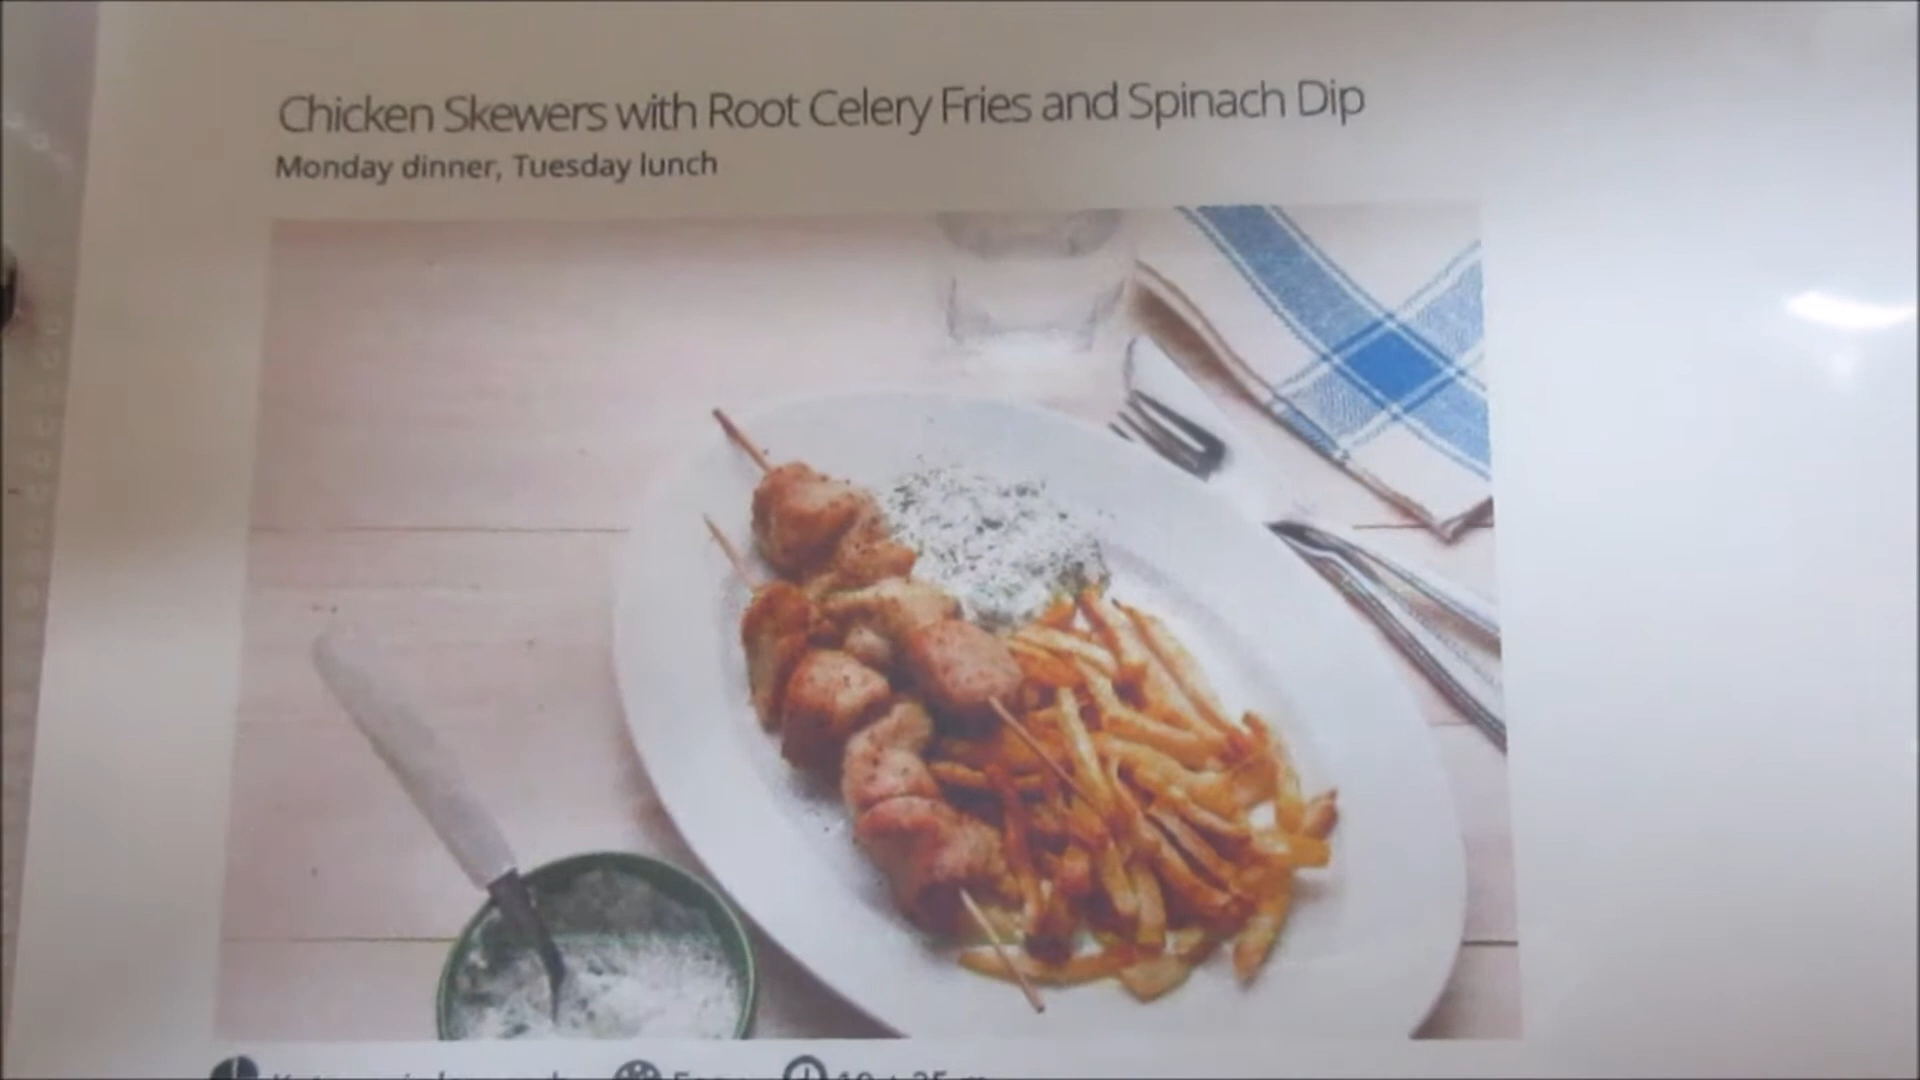 Chicken Skewers with Root Celery Fries and Spinach Dip
Monday dinner, Tuesday lunch